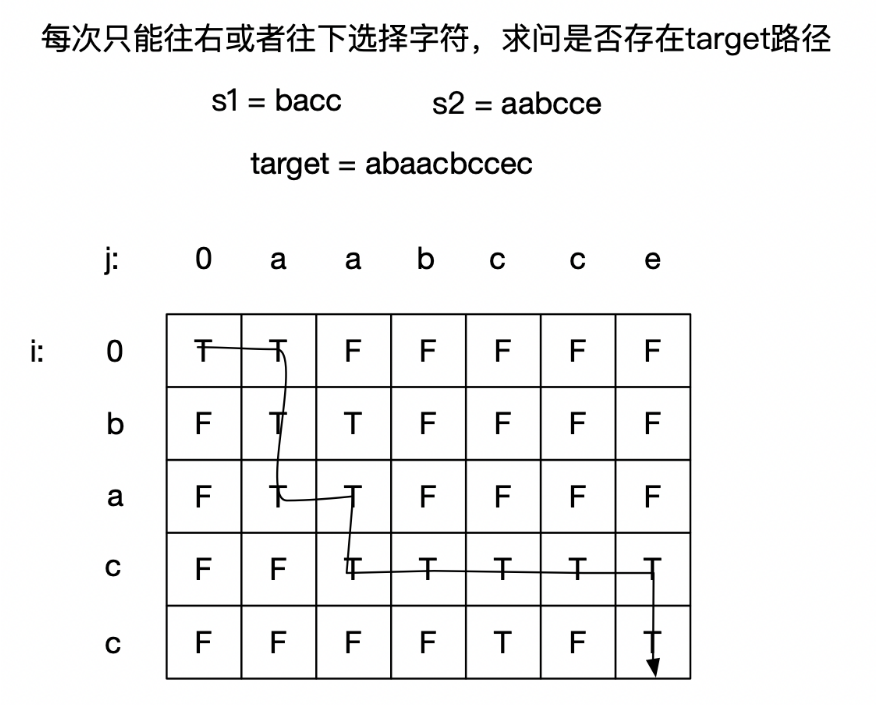 每次只能往右或者往下选择字符，求问是否存在target路径
s1 = bacc s2 = aabcce
target = abaacbccec
j: 0 a a b c c e
i: 0 T T F F F F F
b F T T F F F F
a F T T F F F F
c F F T T T T T
c F F F F T F T